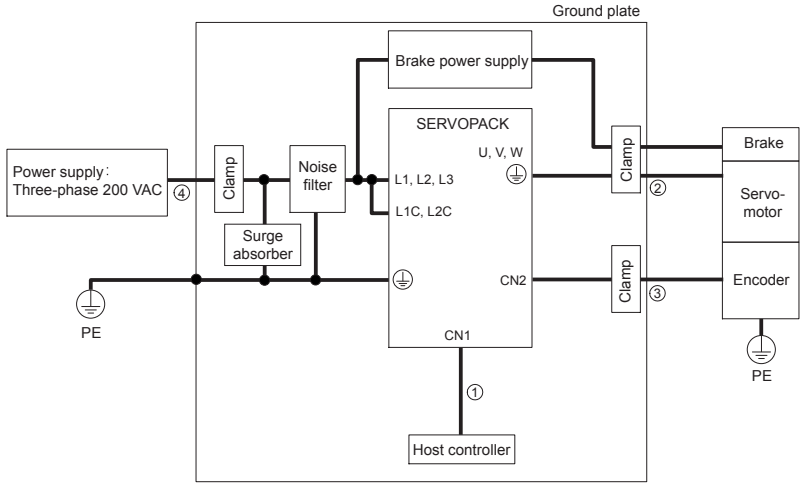 Ground plate
Brake power supply
SERVOPACK
U, V, W
Clamp
Brake
Power supply:
Three-phase 200 VAC
④
Clamp
Noise
filter
L1, L2, L3
②
Servo-
motor
L1C, L2C
Surge
absorber
CN2
Clamp
③
Encoder
PE
CN1
PE
①
Host controller